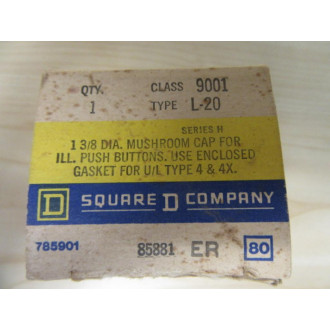 QTY. CLASS 9001
1 TYPE L-20
SERIES H
1 3/8 DIA. MUSHROOM CAP FOR
ILL. PUSH BUTTONS. USE ENCLOSED
GASKET FOR U/L TYPE 4 & 4X.
D SQUARE D COMPANY
785901 85881 ER 80